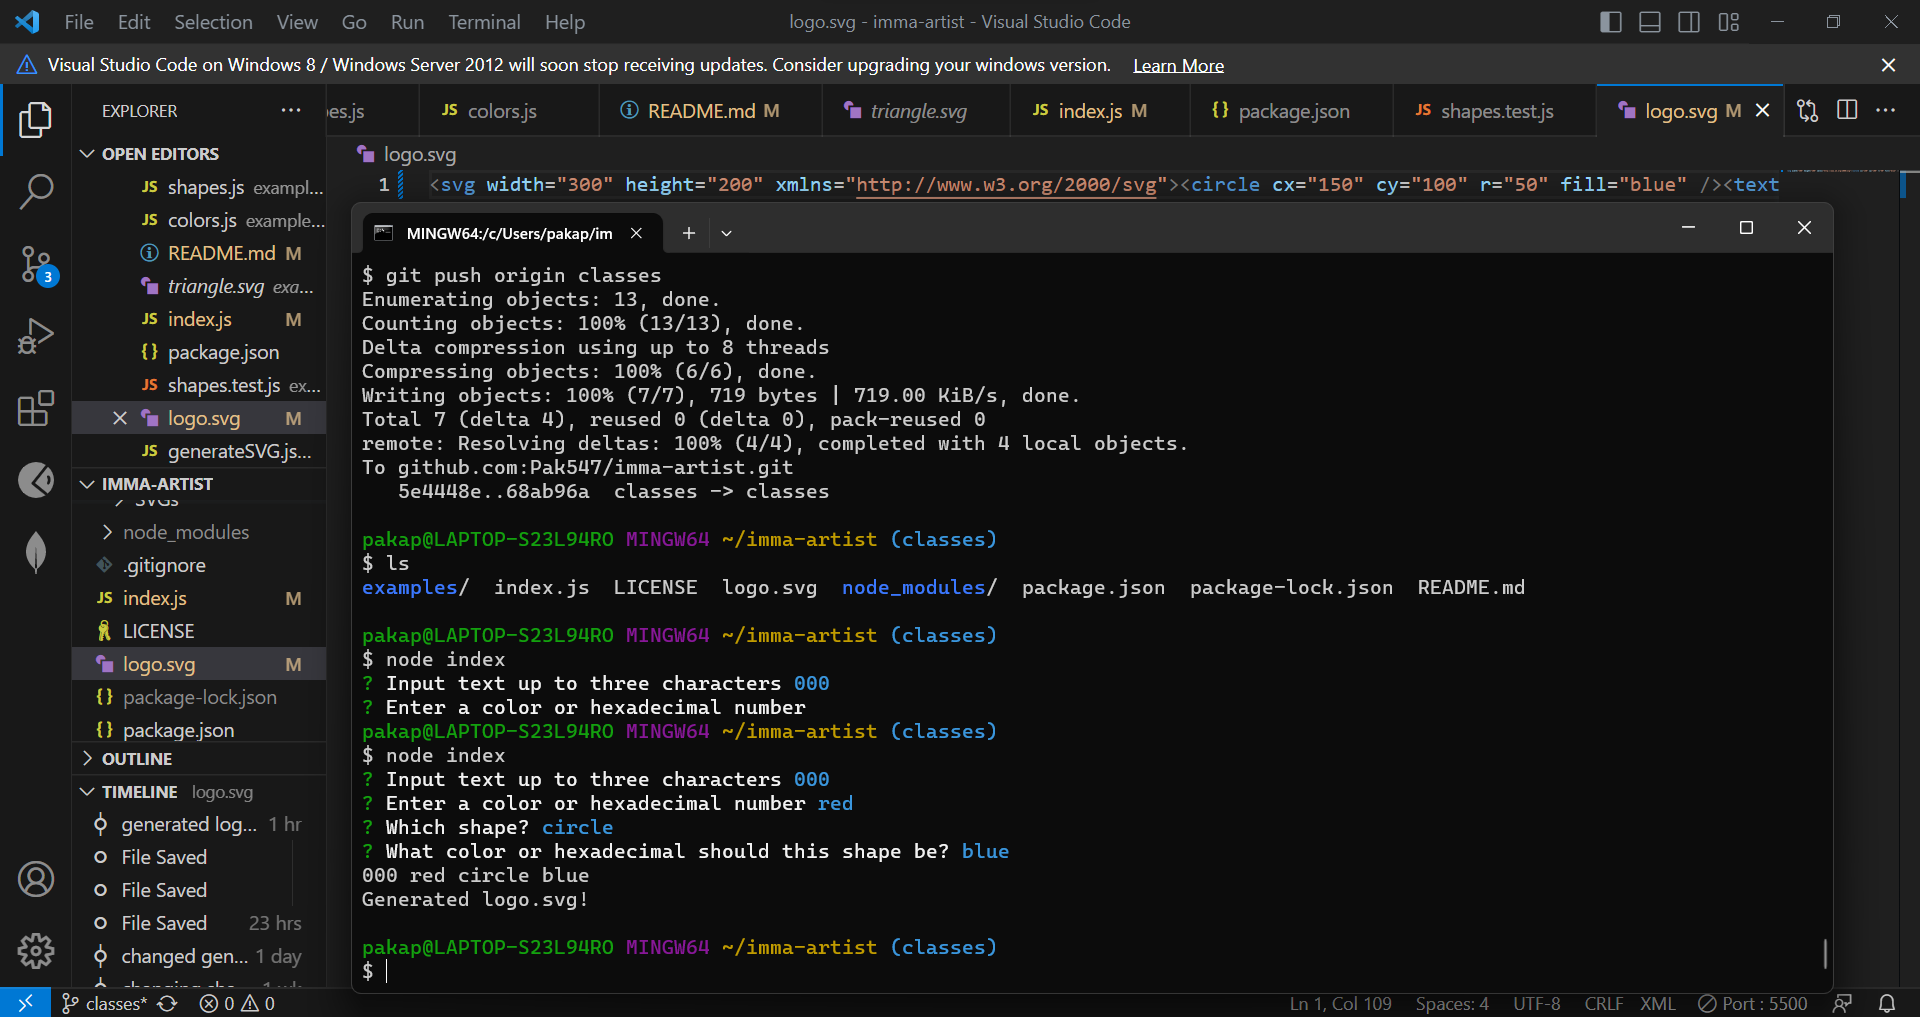 File Edit Selection View Go Run Terminal Help
logo.svg - imma-artist - Visual Studio Code
Visual Studio Code on Windows 8 / Windows Server 2012 will soon stop receiving updates. Consider upgrading your windows version. Learn More
EXPLORER
es.js
JS colors.js
README.md M
triangle.svg
JS index.js M
{} package.json
JS shapes.test.js
logo.svg M
OPEN EDITORS
JS shapes.js exampl...
JS colors.js example...
README.md M
triangle.svg exa...
JS index.js M
{} package.json
JS shapes.test.js ex...
logo.svg M
JS generateSVG.js...
3
IMMA-ARTIST
SVGs
node_modules
.gitignore
JS index.js M
LICENSE
logo.svg M
{} package-lock.json
{} package.json
OUTLINE
TIMELINE logo.svg
generated log... 1 hr
File Saved
File Saved
File Saved 23 hrs
changed gen... 1 day
logo.svg
1 <svg width="300" height="200" xmlns="http://www.w3.org/2000/svg"><circle cx="150" cy="100" r="50" fill="blue" /><text
MINGW64:/c/Users/pakap/im
$ git push origin classes
Enumerating objects: 13, done.
Counting objects: 100% (13/13), done.
Delta compression using up to 8 threads
Compressing objects: 100% (6/6), done.
Writing objects: 100% (7/7), 719 bytes | 719.00 KiB/s, done.
Total 7 (delta 4), reused 0 (delta 0), pack-reused 0
remote: Resolving deltas: 100% (4/4), completed with 4 local objects.
To github.com:Pak547/imma-artist.git
5e4448e..68ab96a classes -> classes
pakap@LAPTOP-S23L94RO MINGW64 ~/imma-artist (classes)
$ ls
examples/ index.js LICENSE logo.svg node_modules/ package.json package-lock.json README.md
pakap@LAPTOP-S23L94RO MINGW64 ~/imma-artist (classes)
$ node index
? Input text up to three characters 000
? Enter a color or hexadecimal number
pakap@LAPTOP-S23L94RO MINGW64 ~/imma-artist (classes)
$ node index
? Input text up to three characters 000
? Enter a color or hexadecimal number red
? Which shape? circle
? What color or hexadecimal should this shape be? blue
000 red circle blue
Generated logo.svg!
pakap@LAPTOP-S23L94RO MINGW64 ~/imma-artist (classes)
$
classes* 0 0
Ln 1, Col 109 Spaces: 4 UTF-8 CRLF XML Port : 5500